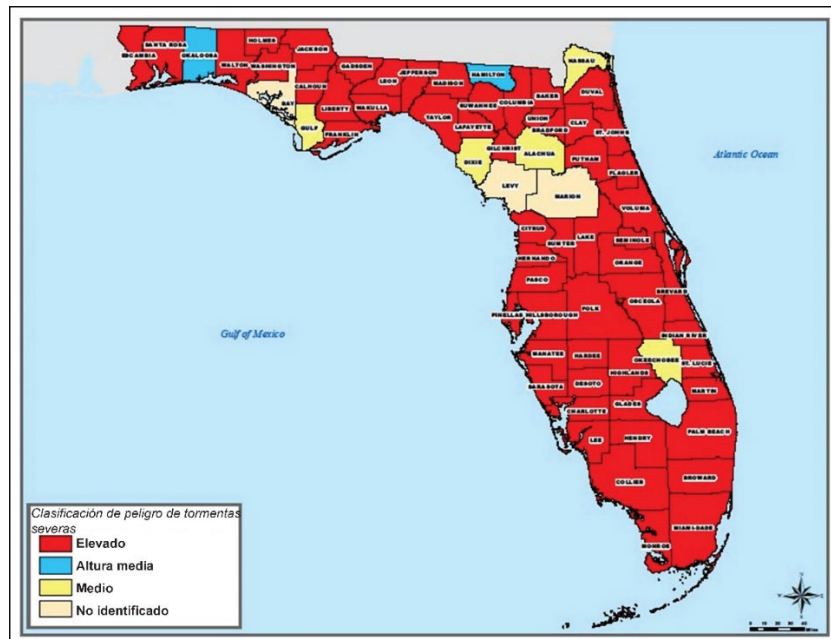 HOLMES
SANTA ROSA
JACKSON
ESCAMBIA
OKALOOSA
WALTON
WASHINGTON
GADSDEN
CALHOUN
LEON
JEFFERSON
MADISON
HAMILTON
NASSAU
BAY
LIBERTY
WAKULLA
TAYLOR
SUWANNEE
COLUMBIA
BAKER
DUVAL
GULF
FRANKLIN
LAFAYETTE
UNION
BRADFORD
CLAY
ST. JOHNS
DIXIE
GILCHRIST
ALACHUA
PUTNAM
Atlantic Ocean
FLAGLER
LEVY
MARION
VOLUSIA
CITRUS
SUMTER
LAKE
SEMINOLE
HERNANDO
ORANGE
PASCO
BREVARD
OSCEOLA
PINELLAS
HILLSBOROUGH
POLK
Gulf of Mexico
INDIAN RIVER
MANATEE
HARDEE
OKEECHOBEE
ST. LUCIE
HIGHLANDS
SARASOTA
DESOTO
MARTIN
CHARLOTTE
GLADES
LEE
HENDRY
PALM BEACH
COLLIER
BROWARD
MIAMI-DADE
MONROE
Clasificación de peligro de tormentas
severas
Elevado
Altura media
Medio
No identificado